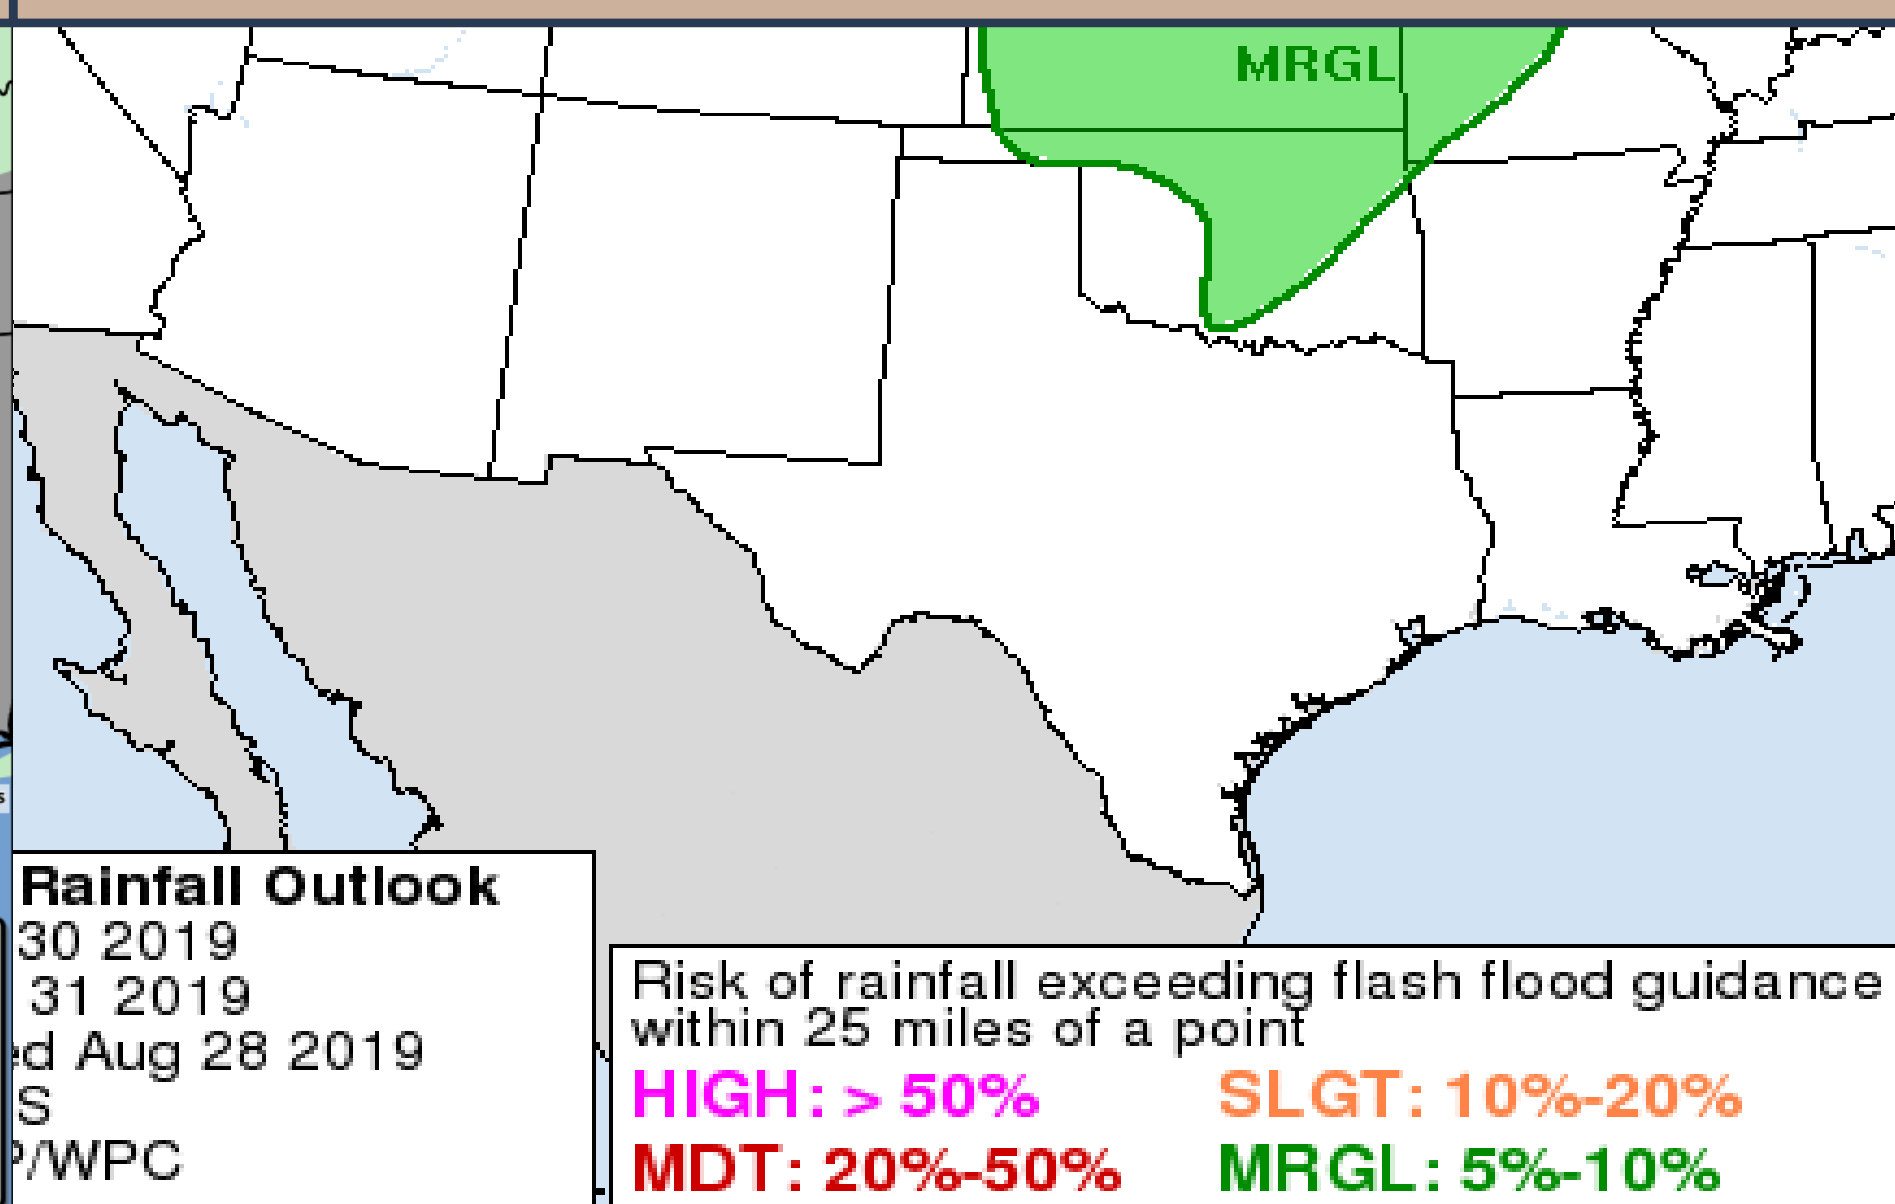 MRGL
Rainfall Outlook
30 2019
31 2019
ed Aug 28 2019
S
P/WPC
Risk of rainfall exceeding flash flood guidance
within 25 miles of a point
HIGH: > 50% SLGT: 10%-20%
MDT: 20%-50% MRGL: 5%-10%
s